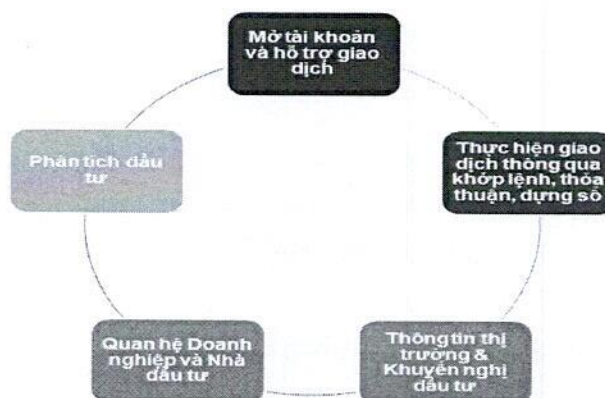 Mở tài khoản
và hỗ trợ giao
dịch
Thực hiện giao
dịch thông qua
khớp lệnh, thỏa
thuận, dựng sổ
Thông tin thị
trường &
Khuyến nghị
đầu tư
Quan hệ Doanh
nghiệp và Nhà
đầu tư
Phân tích đầu
tư